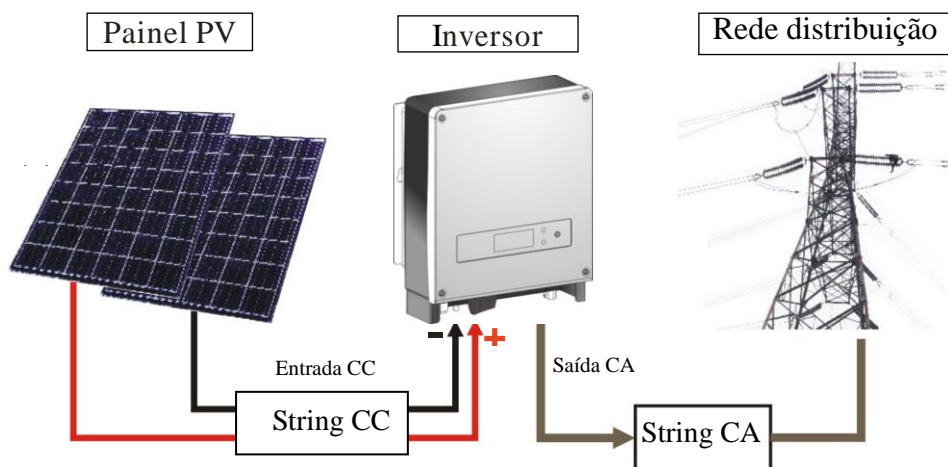 Painel PV
Inversor
Rede distribuição
- +
Entrada CC
Saída CA
String CC
String CA